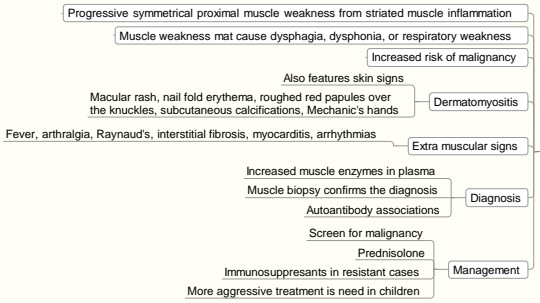 Progressive symmetrical proximal muscle weakness from striated muscle inflammation
Muscle weakness mat cause dysphagia, dysphonia, or respiratory weakness
Increased risk of malignancy
Also features skin signs
Macular rash, nail fold erythema, roughed red papules over
the knuckles, subcutaneous calcifications, Mechanic's hands
Dermatomyositis
Fever, arthralgia, Raynaud's, interstitial fibrosis, myocarditis, arrhythmias
Extra muscular signs
Increased muscle enzymes in plasma
Muscle biopsy confirms the diagnosis
Autoantibody associations
Diagnosis
Screen for malignancy
Prednisolone
Immunosuppresants in resistant cases
More aggressive treatment is need in children
Management